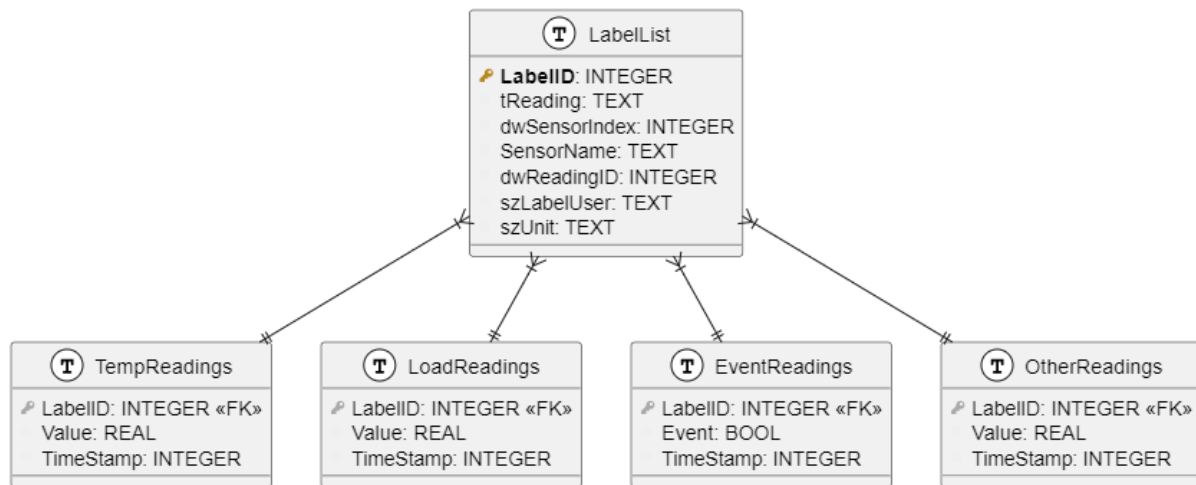 T LabelList
LabelID: INTEGER
tReading: TEXT
dwSensorIndex: INTEGER
SensorName: TEXT
dwReadingID: INTEGER
szLabelUser: TEXT
szUnit: TEXT
T TempReadings
LabelID: INTEGER «FK»
Value: REAL
TimeStamp: INTEGER
T LoadReadings
LabelID: INTEGER «FK»
Value: REAL
TimeStamp: INTEGER
T EventReadings
LabelID: INTEGER «FK»
Event: BOOL
TimeStamp: INTEGER
T OtherReadings
LabelID: INTEGER «FK»
Value: REAL
TimeStamp: INTEGER